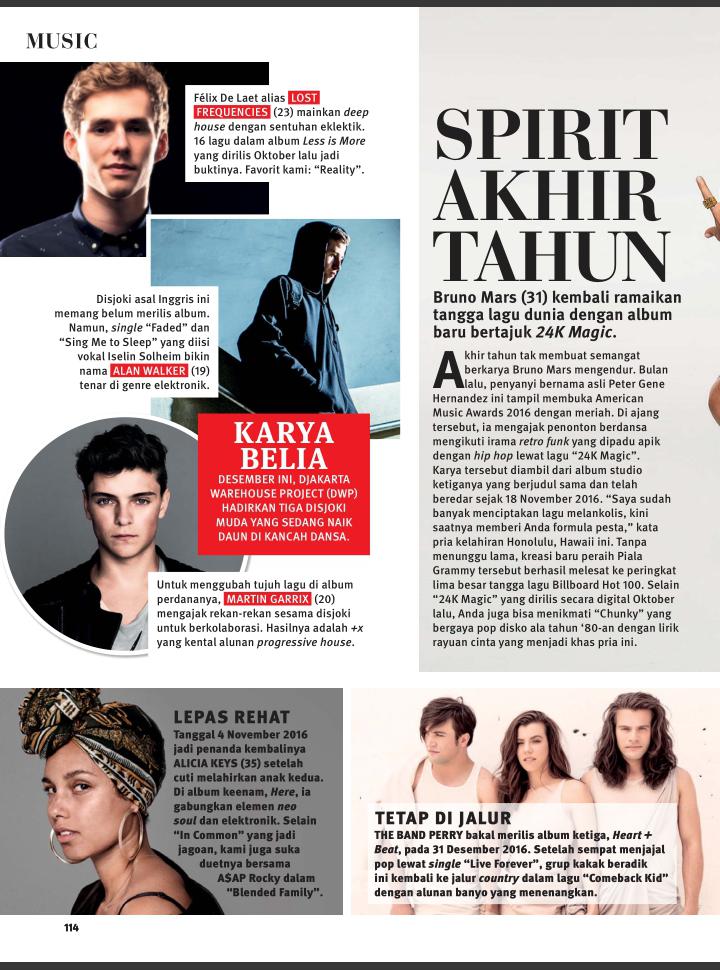 MUSIC
Félix De Laet alias LOST
FREQUENCIES (23) mainkan deep
house dengan sentuhan eklektik.
16 lagu dalam album Less is More
yang dirilis Oktober lalu jadi
buktinya. Favorit kami: “Reality”.
Disjoki asal Inggris ini
memang belum merilis album.
Namun, single “Faded” dan
“Sing Me to Sleep” yang diisi
vokal Iselin Solheim bikin
nama ALAN WALKER (19)
tenar di genre elektronik.
KARYA
BELIA
DESEMBER INI, DJAKARTA
WAREHOUSE PROJECT (DWP)
HADIRKAN TIGA DISJOKI
MUDA YANG SEDANG NAIK
DAUN DI KANCAH DANSA.
Untuk menggubah tujuh lagu di album
perdananya, MARTIN GARRIX (20)
mengajak rekan-rekan sesama disjoki
untuk berkolaborasi. Hasilnya adalah +x
yang kental alunan progressive house.
SPIRIT
AKHIR
TAHUN
Bruno Mars (31) kembali ramaikan
tangga lagu dunia dengan album
baru bertajuk 24K Magic.
Akhir tahun tak membuat semangat
berkarya Bruno Mars mengendur. Bulan
lalu, penyanyi bernama asli Peter Gene
Hernandez ini tampil membuka American
Music Awards 2016 dengan meriah. Di ajang
tersebut, ia mengajak penonton berdansa
mengikuti irama retro funk yang dipadu apik
dengan hip hop lewat lagu “24K Magic”.
Karya tersebut diambil dari album studio
ketiganya yang berjudul sama dan telah
beredar sejak 18 November 2016. “Saya sudah
banyak menciptakan lagu melankolis, kini
saatnya memberi Anda formula pesta,” kata
pria kelahiran Honolulu, Hawaii ini. Tanpa
menunggu lama, kreasi baru peraih Piala
Grammy tersebut berhasil melesat ke peringkat
lima besar tangga lagu Billboard Hot 100. Selain
“24K Magic” yang dirilis secara digital Oktober
lalu, Anda juga bisa menikmati “Chunky” yang
bergaya pop disko ala tahun ‘80-an dengan lirik
rayuan cinta yang menjadi khas pria ini.
LEPAS REHAT
Tanggal 4 November 2016
jadi penanda kembalinya
ALICIA KEYS (35) setelah
cuti melahirkan anak kedua.
Di album keenam, Here, ia
gabungkan elemen neo
soul dan elektronik. Selain
“In Common” yang jadi
jagoan, kami juga suka
duetnya bersama
A$AP Rocky dalam
“Blended Family”.
TETAP DI JALUR
THE BAND PERRY bakal merilis album ketiga, Heart +
Beat, pada 31 Desember 2016. Setelah sempat menjajal
pop lewat single “Live Forever”, grup kakak beradik
ini kembali ke jalur country dalam lagu “Comeback Kid”
dengan alunan banyo yang menenangkan.
114